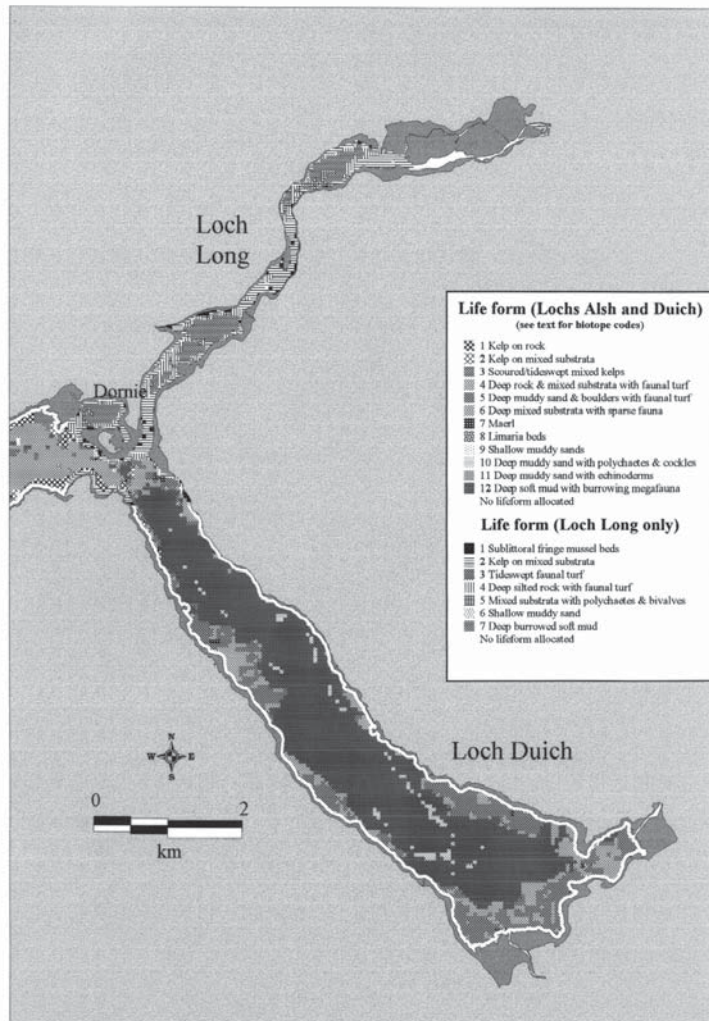 Loch
Long
Dornie
Life form (Lochs Alsh and Duich)
(see text for biotope codes)
1 Kelp on rock
2 Kelp on mixed substrata
3 Scoured/tideswept mixed kelps
4 Deep rock & mixed substrata with faunal turf
5 Deep muddy sand & boulders with faunal turf
6 Deep mixed substrata with sparse fauna
7 Maerl
8 Limaria beds
9 Shallow muddy sands
10 Deep muddy sand with polychaetes & cockles
11 Deep muddy sand with echinoderms
12 Deep soft mud with burrowing megafauna
No lifeform allocated
Life form (Loch Long only)
1 Sublittoral fringe mussel beds
2 Kelp on mixed substrata
3 Tideswept faunal turf
4 Deep silted rock with faunal turf
5 Mixed substrata with polychaetes & bivalves
6 Shallow muddy sand
7 Deep burrowed soft mud
No lifeform allocated
Loch Duich
N
W E
S
0 2
km